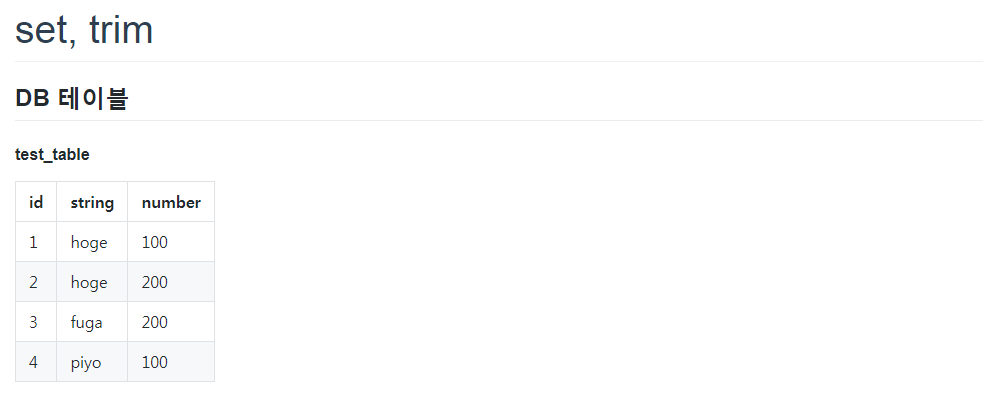 set, trim
DB 테이블
test_table
id string number
1 hoge 100
2 hoge 200
3 fuga 200
4 piyo 100